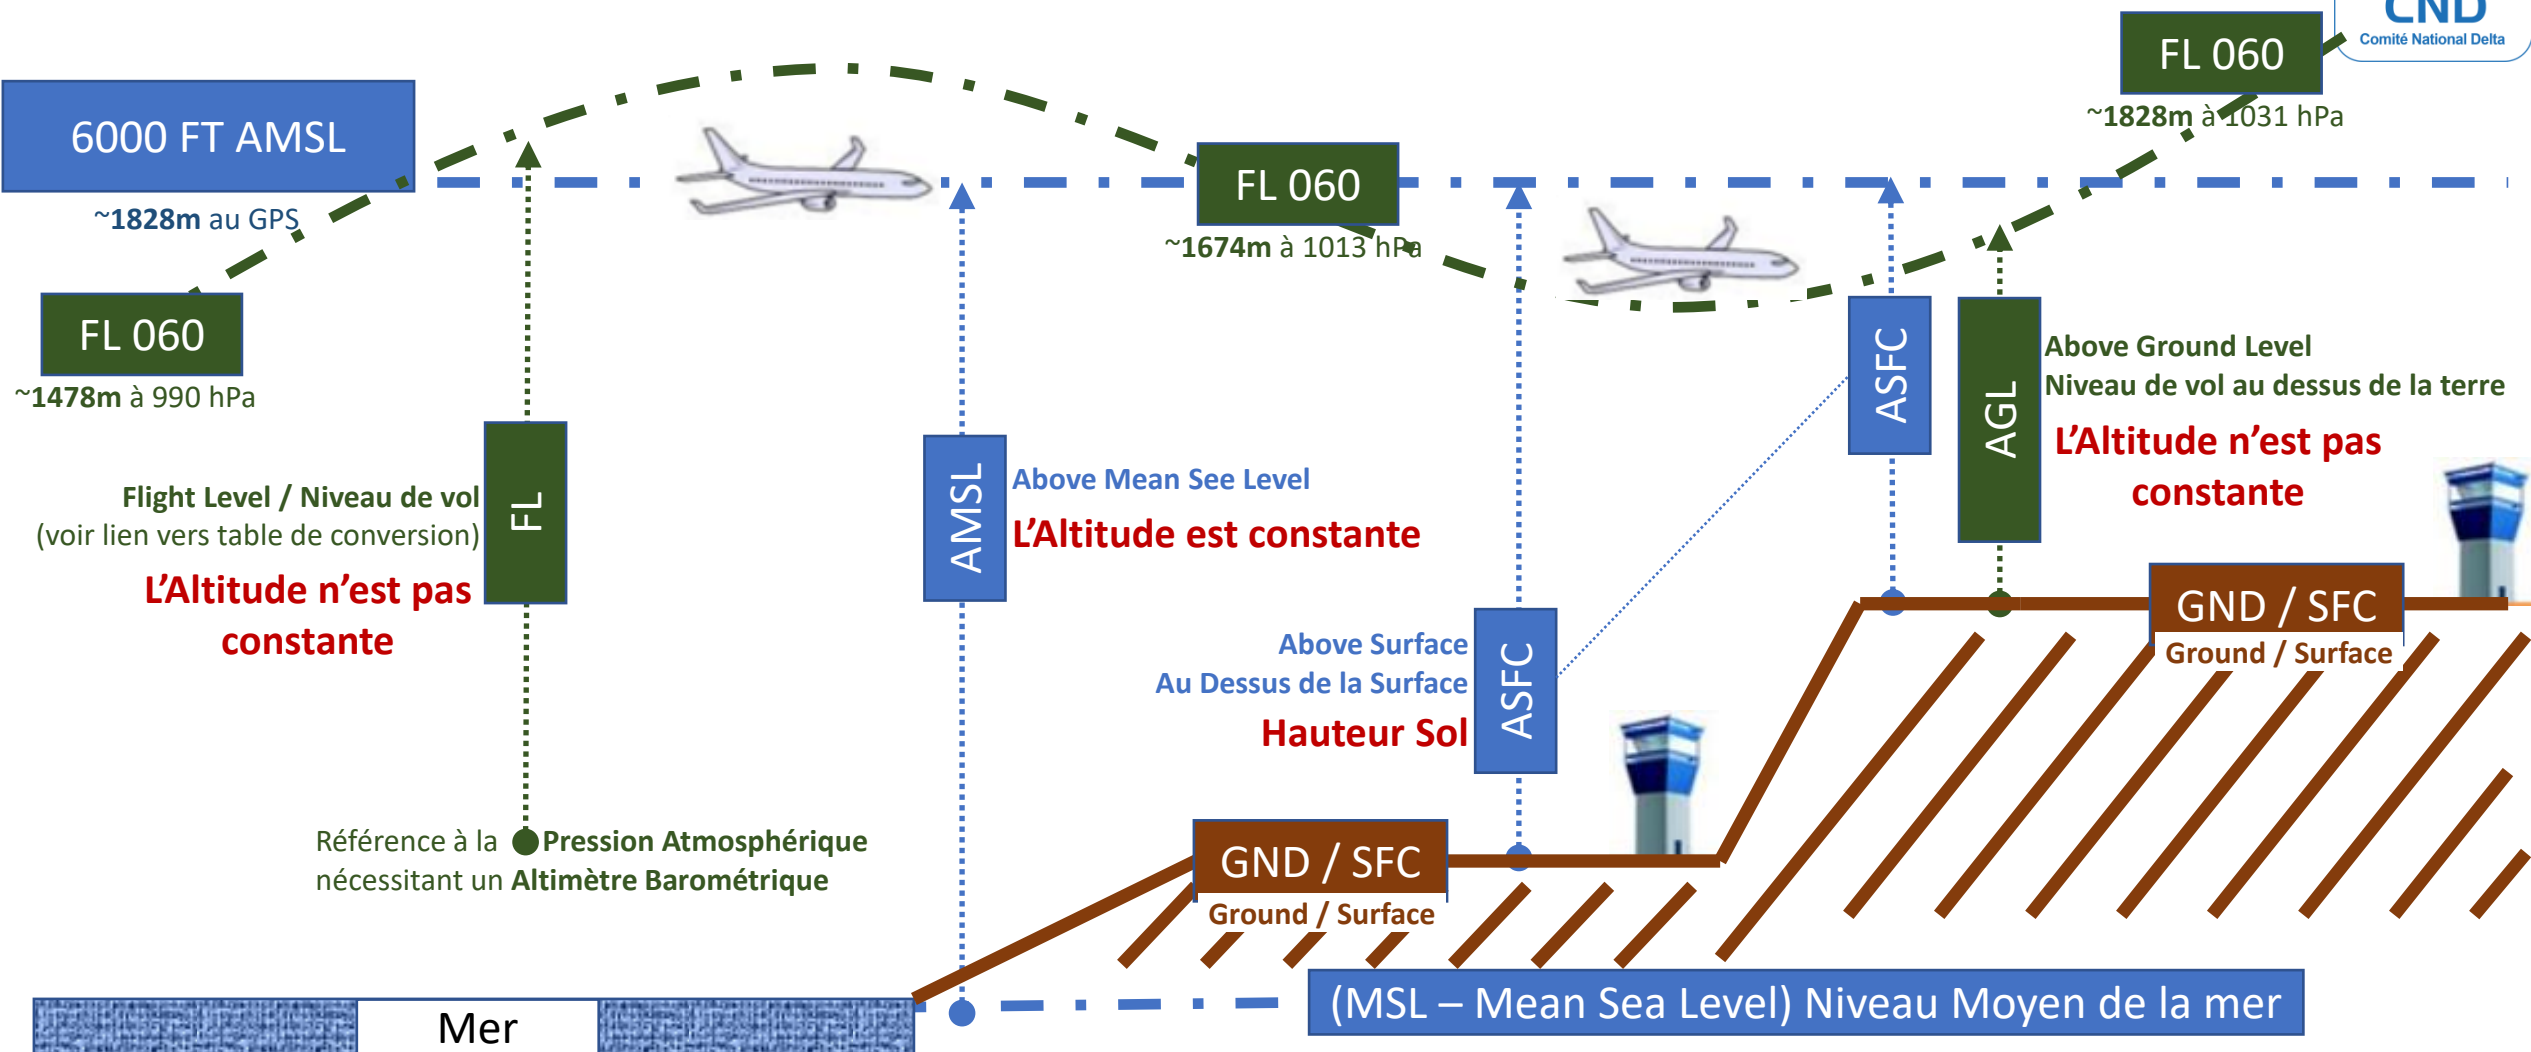 CND
Comité National Delta
FL 060
~1828m à 1031 hPa
6000 FT AMSL
~1828m au GPS
FL 060
~1674m à 1013 hPa
FL 060
~1478m à 990 hPa
FL
Flight Level / Niveau de vol
(voir lien vers table de conversion)
L’Altitude n’est pas
constante
Référence à la Pression Atmosphérique
nécessitant un Altimètre Barométrique
AMSL
Above Mean See Level
L’Altitude est constante
ASFC
Above Surface
Au Dessus de la Surface
Hauteur Sol
ASFC
AGL
Above Ground Level
Niveau de vol au dessus de la terre
L’Altitude n’est pas
constante
GND / SFC
Ground / Surface
GND / SFC
Ground / Surface
Mer
(MSL – Mean Sea Level) Niveau Moyen de la mer